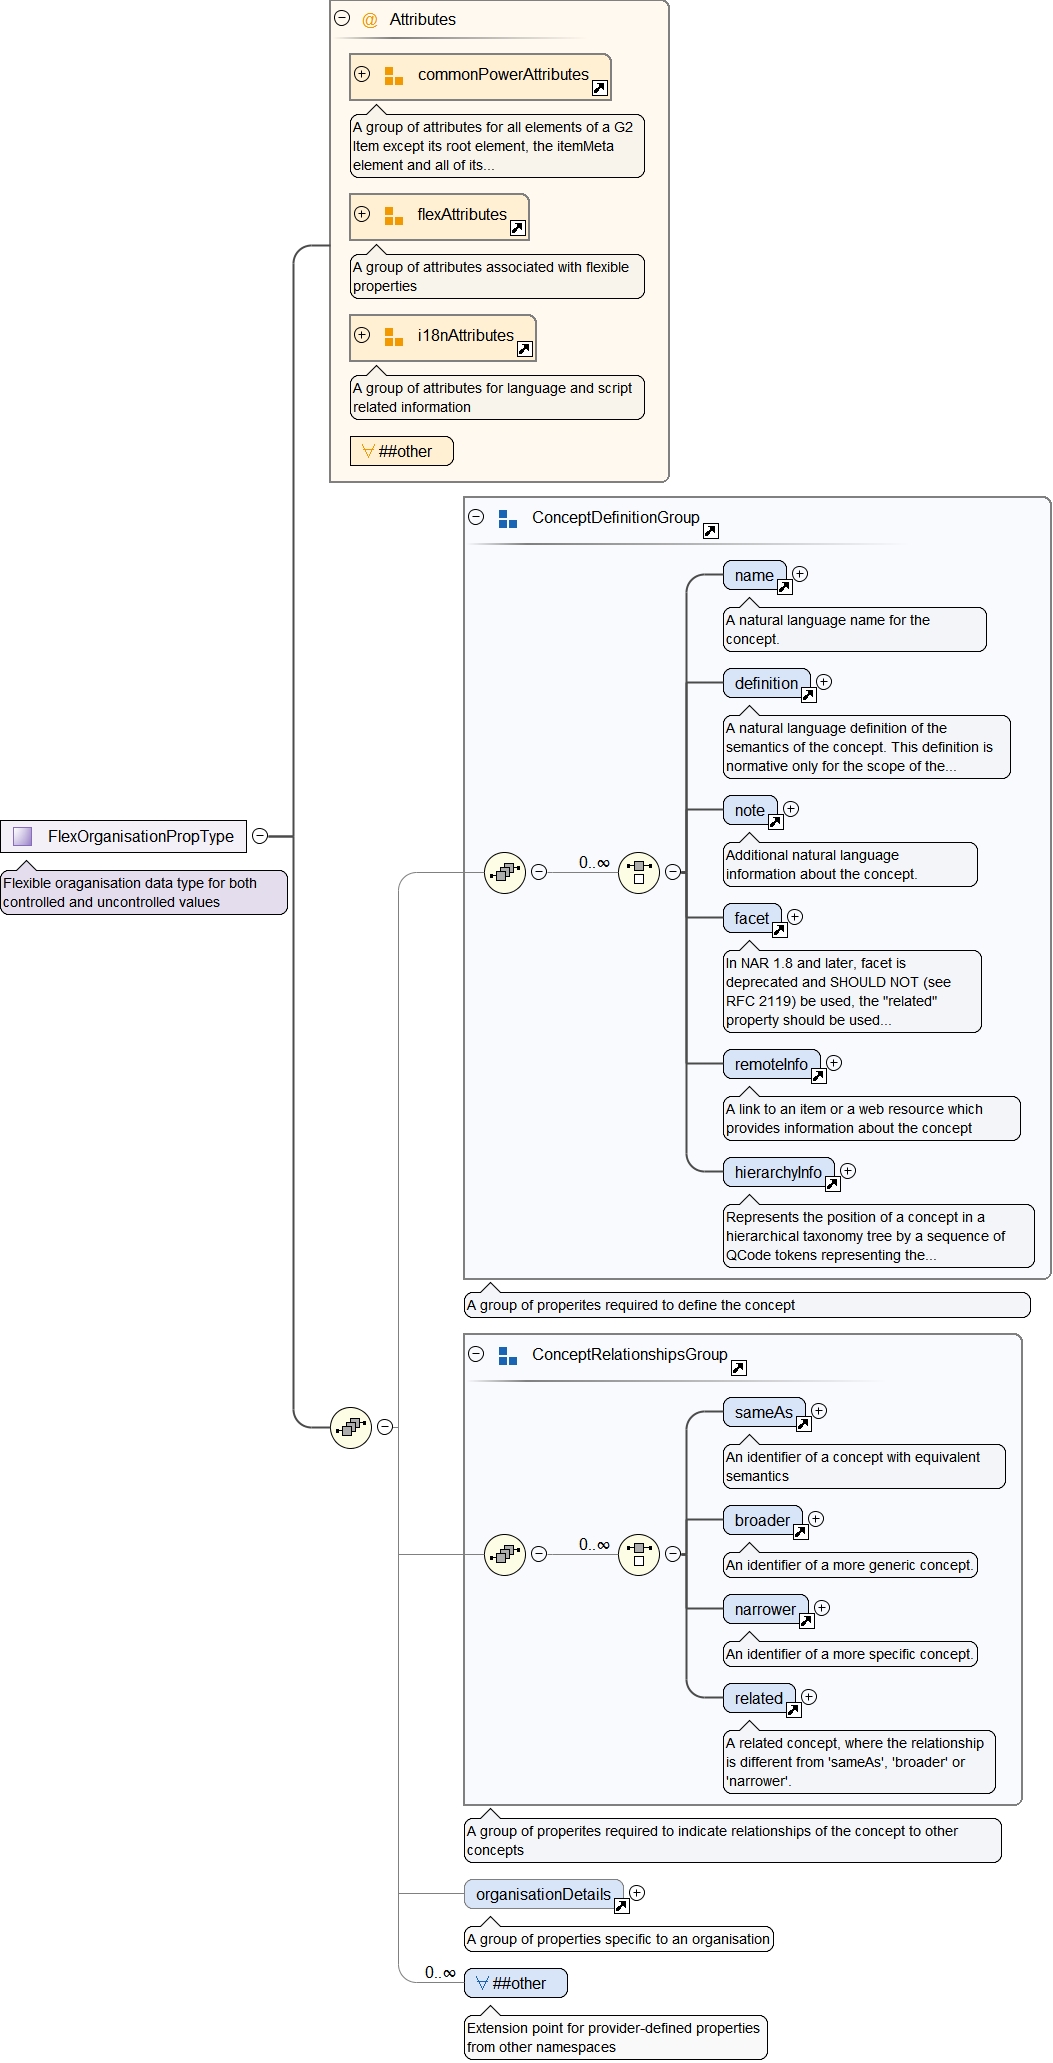 @ Attributes
commonPowerAttributes
A group of attributes for all elements of a G2
Item except its root element, the itemMeta
element and all of its...
flexAttributes
A group of attributes associated with flexible
properties
i18nAttributes
A group of attributes for language and script
related information
##other
FlexOrganisationPropType
Flexible oraganisation data type for both
controlled and uncontrolled values
ConceptDefinitionGroup
0..∞
name
A natural language name for the
concept.
definition
A natural language definition of the
semantics of the concept. This definition is
normative only for the scope of the...
note
Additional natural language
information about the concept.
facet
In NAR 1.8 and later, facet is
deprecated and SHOULD NOT (see
RFC 2119) be used, the "related"
property should be used...
remoteInfo
A link to an item or a web resource which
provides information about the concept
hierarchyInfo
Represents the position of a concept in a
hierarchical taxonomy tree by a sequence of
QCode tokens representing the...
A group of properites required to define the concept
ConceptRelationshipsGroup
0..∞
sameAs
An identifier of a concept with equivalent
semantics
broader
An identifier of a more generic concept.
narrower
An identifier of a more specific concept.
related
A related concept, where the relationship
is different from 'sameAs', 'broader' or
'narrower'.
A group of properites required to indicate relationships of the concept to other
concepts
organisationDetails
A group of properties specific to an organisation
0..∞
##other
Extension point for provider-defined properties
from other namespaces